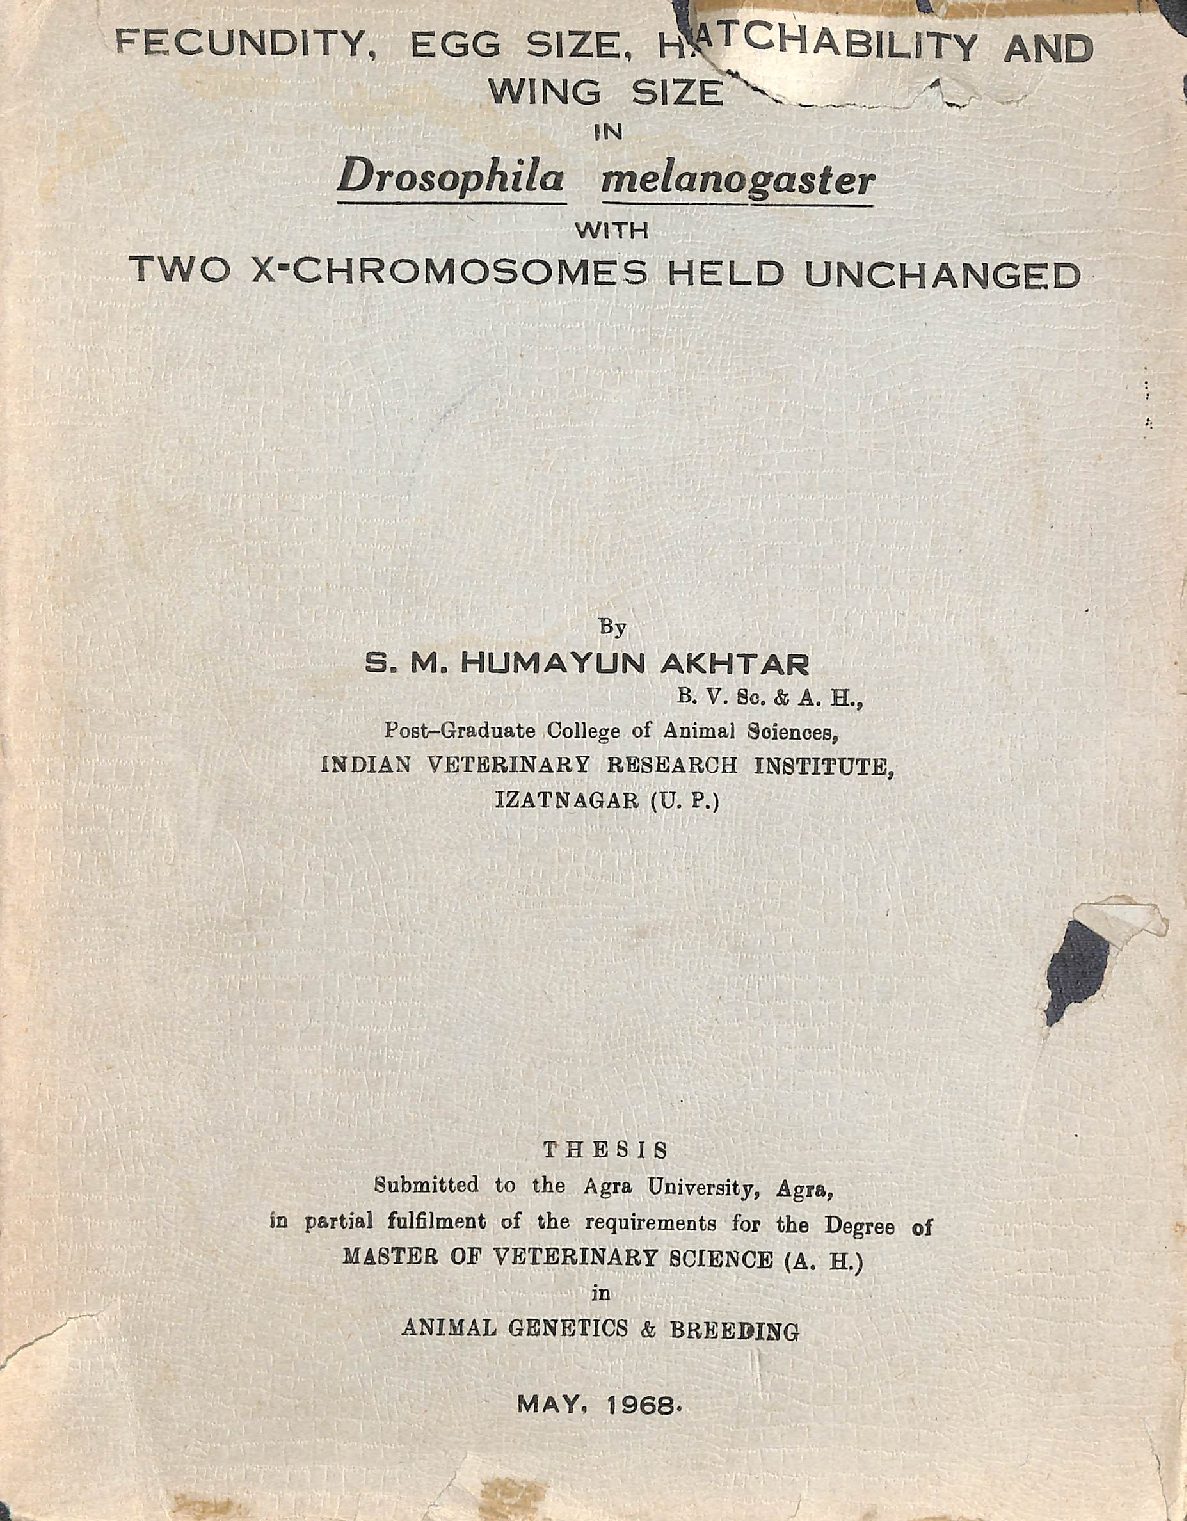 FECUNDITY, EGG SIZE, HATCHABILITY AND
WING SIZE
IN
Drosophila melanogaster
WITH
TWO X-CHROMOSOMES HELD UNCHANGED
By
S. M. HUMAYUN AKHTAR
B. V. Sc. & A. H.,
Post-Graduate College of Animal Sciences,
INDIAN VETERINARY RESEARCH INSTITUTE,
IZATNAGAR (U. P.)
THESIS
Submitted to the Agra University, Agra,
in partial fulfilment of the requirements for the Degree of
MASTER OF VETERINARY SCIENCE (A. H.)
in
ANIMAL GENETICS & BREEDING
MAY, 1968.